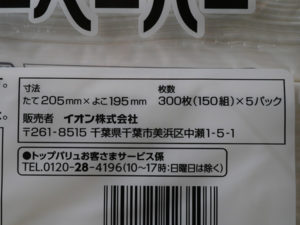 寸法
たて205mm×よこ195mm
枚数
300枚(150組)×5パック
販売者 イオン株式会社
〒261-8515 千葉県千葉市美浜区中瀬1-5-1
●トップバリュお客さまサービス係
TEL.0120-28-4196(10〜17時:日曜日は除く)